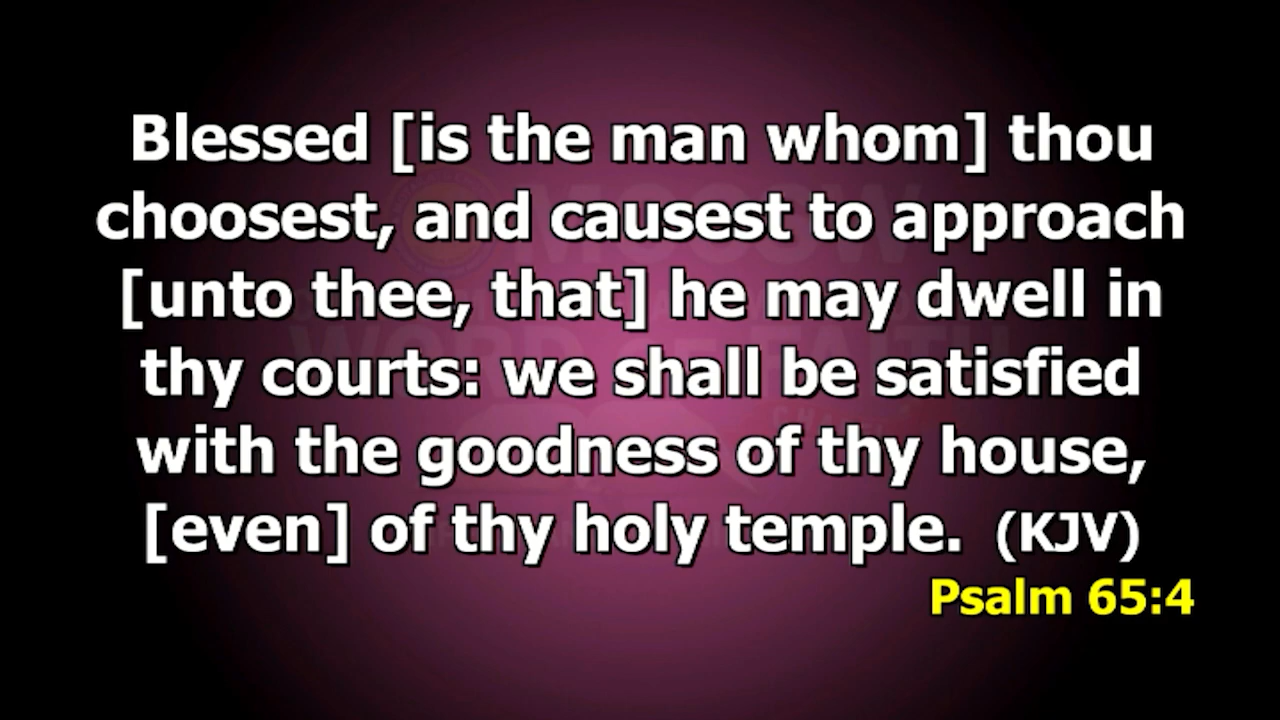 Blessed [is the man whom] thou
choosest, and causest to approach
[unto thee, that] he may dwell in
thy courts: we shall be satisfied
with the goodness of thy house,
[even] of thy holy temple. (KJV)
Psalm 65:4